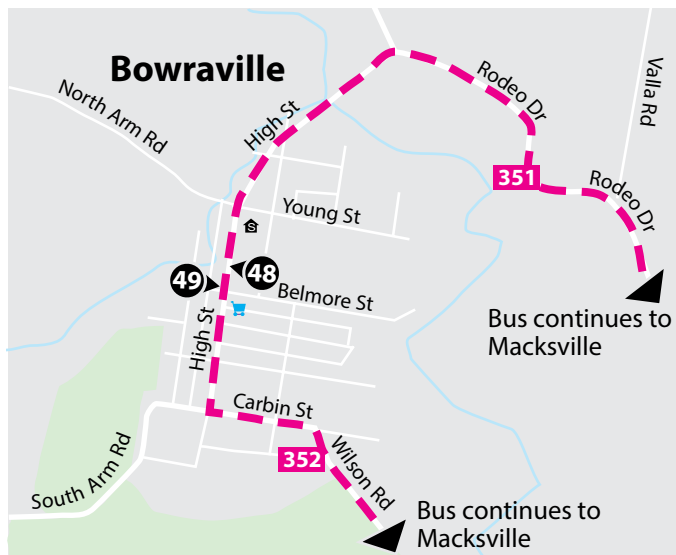 Bowraville
North Arm Rd
High St
Rodeo Dr
Valla Rd
351
Rodeo Dr
Young St
S
49
48
Belmore St
High St
Bus continues to
Macksville
Carbin St
352
Wilson Rd
South Arm Rd
Bus continues to
Macksville